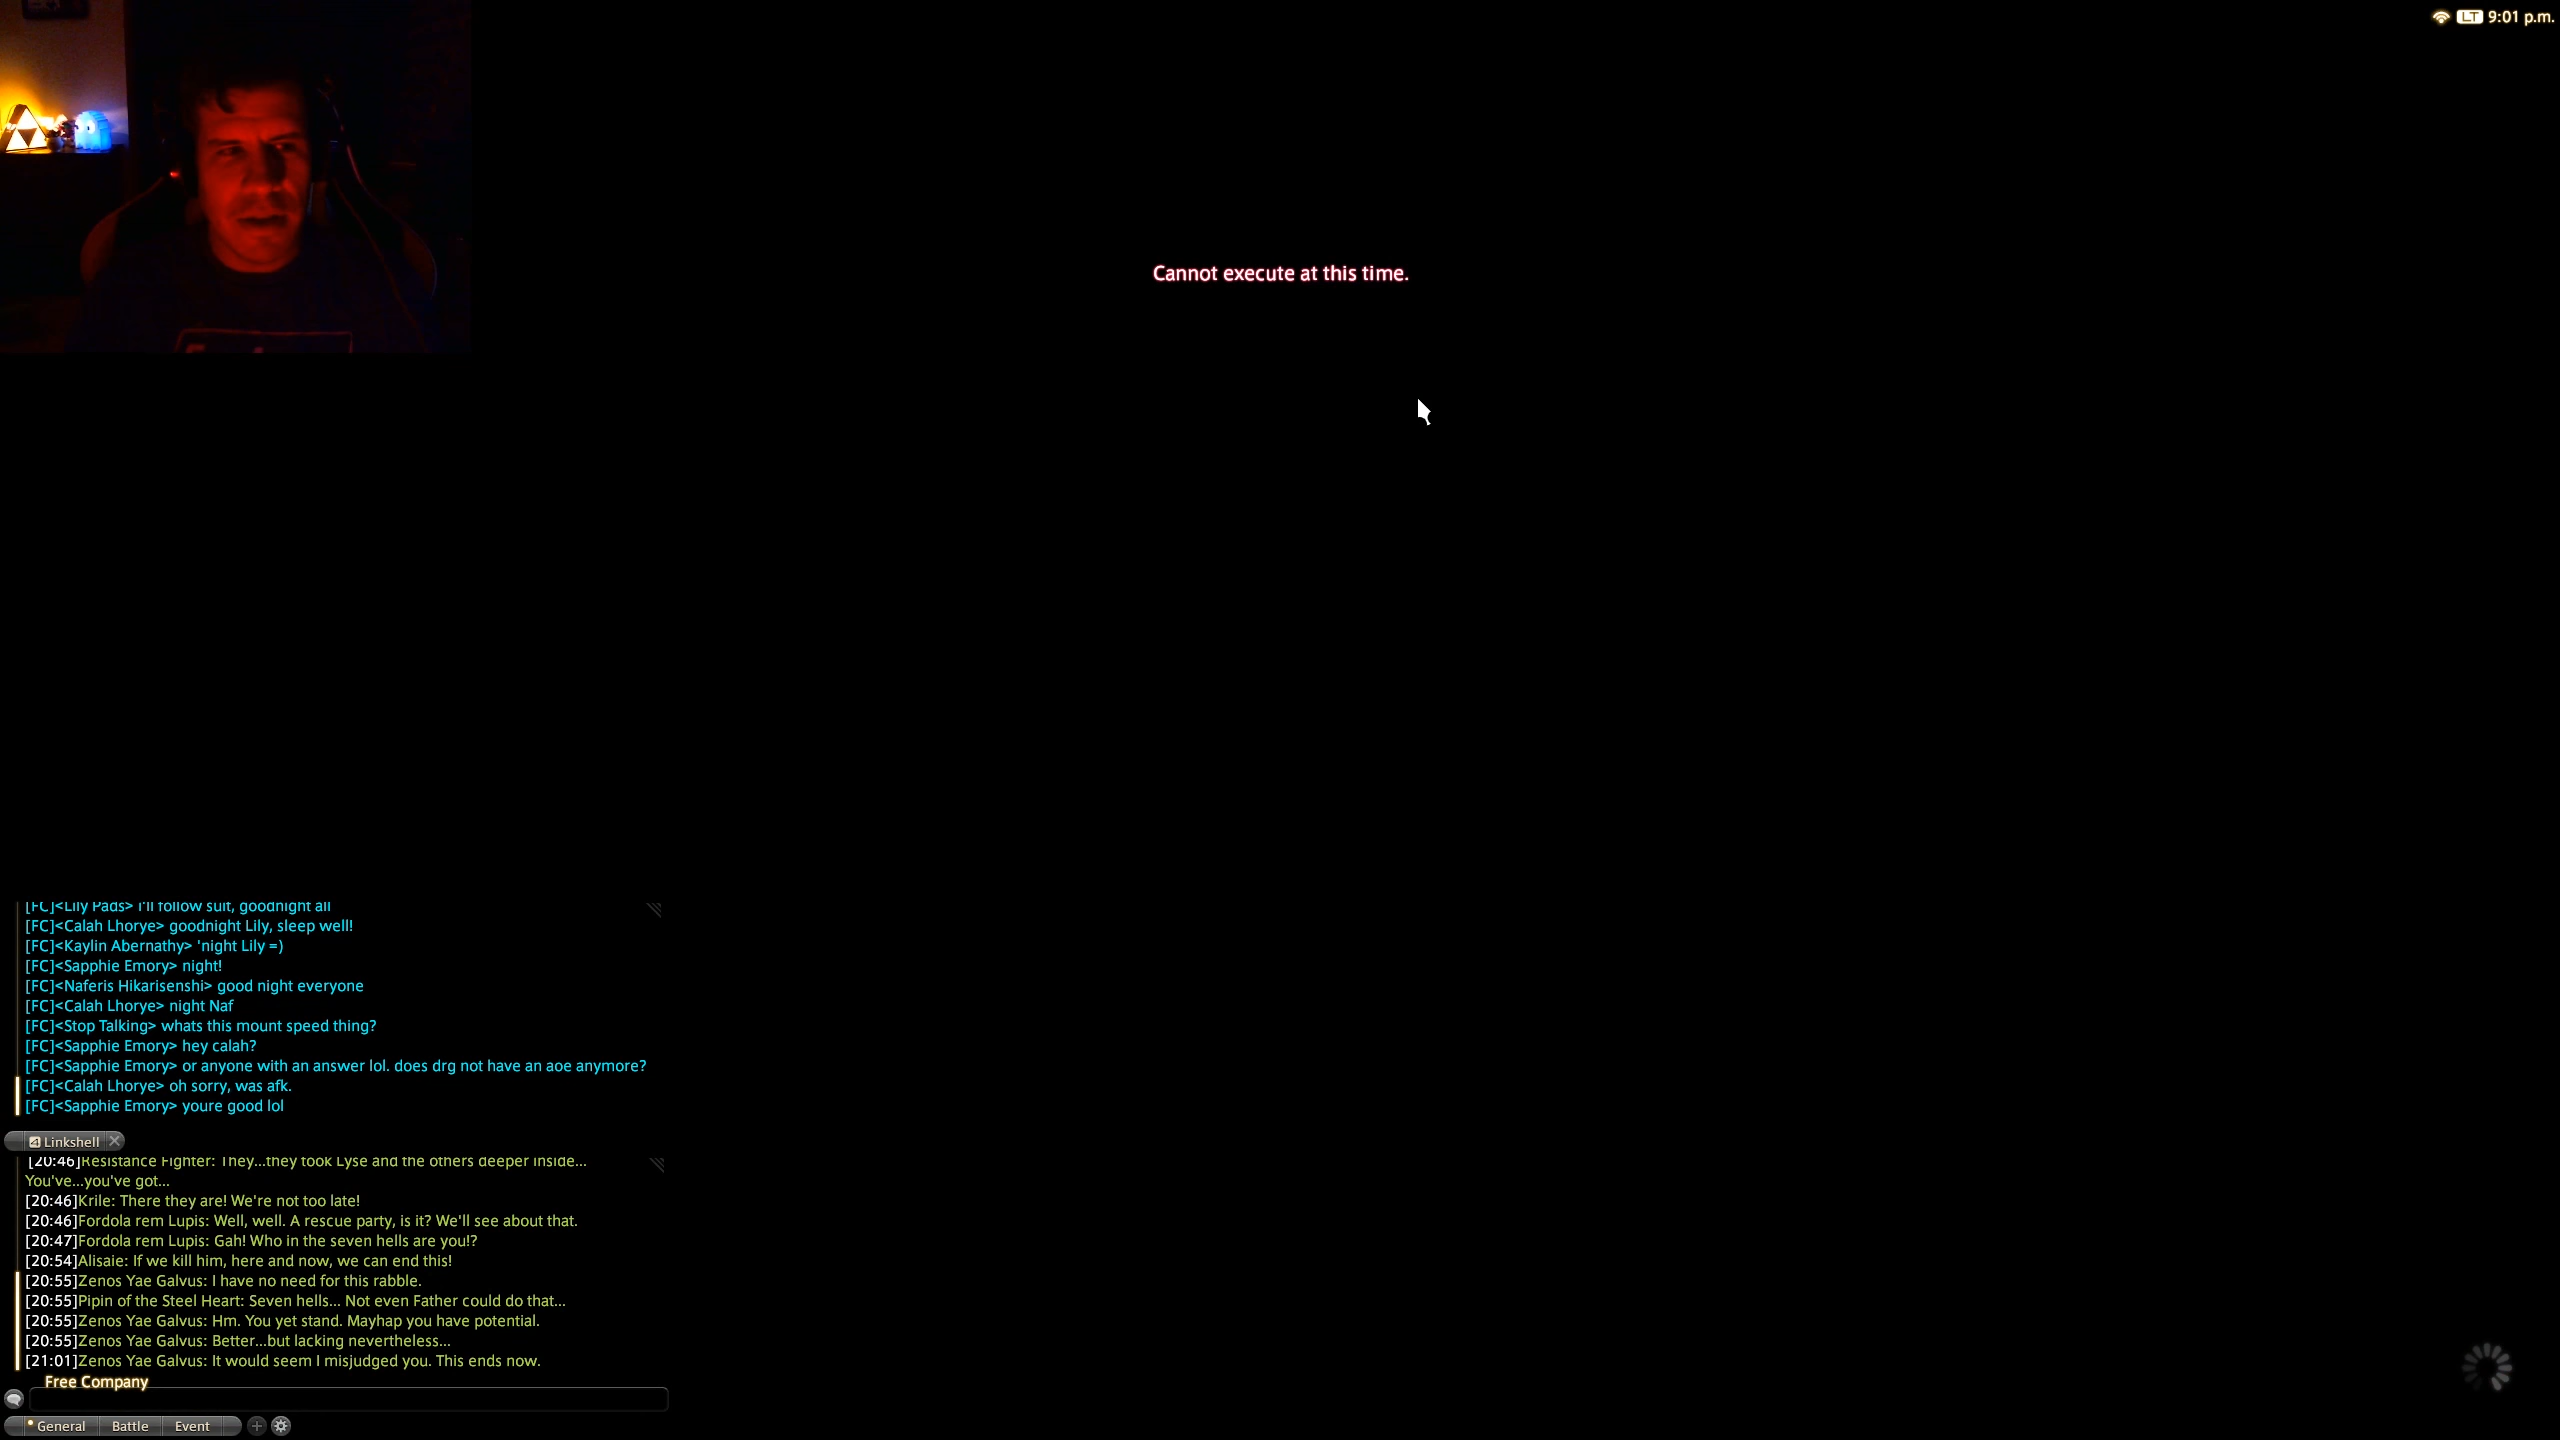 LT 9:01 p.m.
Cannot execute at this time.
[FC]<Lily Pads> I'll follow suit, goodnight all
[FC]<Calah Lhorye> goodnight Lily, sleep well!
[FC]<Kaylin Abernathy> 'night Lily =)
[FC]<Sapphie Emory> night!
[FC]<Naferis Hikarisenshi> good night everyone
[FC]<Calah Lhorye> night Naf
[FC]<Stop Talking> whats this mount speed thing?
[FC]<Sapphie Emory> hey calah?
[FC]<Sapphie Emory> or anyone with an answer lol. does drg not have an aoe anymore?
[FC]<Calah Lhorye> oh sorry, was afk.
[FC]<Sapphie Emory> youre good lol
4 Linkshell
[20:46]Resistance Fighter: They...they took Lyse and the others deeper inside...
You've...you've got...
[20:46]Krile: There they are! We're not too late!
[20:46]Fordola rem Lupis: Well, well. A rescue party, is it? We'll see about that.
[20:47]Fordola rem Lupis: Gah! Who in the seven hells are you!?
[20:54]Alisaie: If we kill him, here and now, we can end this!
[20:55]Zenos Yae Galvus: I have no need for this rabble.
[20:55]Pipin of the Steel Heart: Seven hells... Not even Father could do that...
[20:55]Zenos Yae Galvus: Hm. You yet stand. Mayhap you have potential.
[20:55]Zenos Yae Galvus: Better...but lacking nevertheless...
[21:01]Zenos Yae Galvus: It would seem I misjudged you. This ends now.
Free Company
General Battle Event